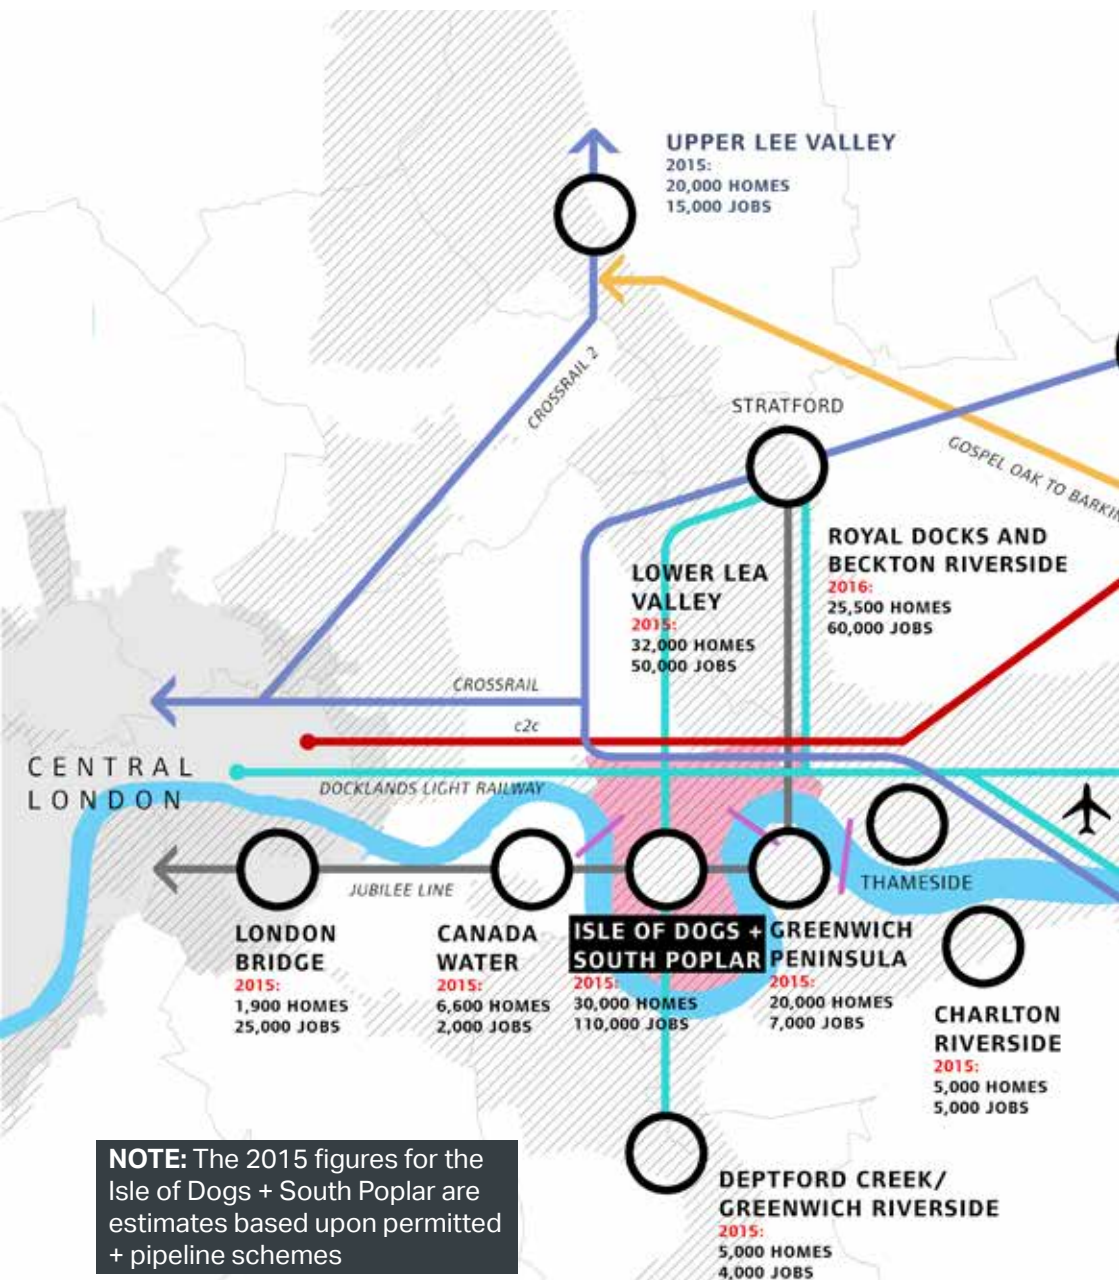 UPPER LEE VALLEY
2015:
20,000 HOMES
15,000 JOBS
CROSSRAIL 2
STRATFORD
GOSPEL OAK TO
ROYAL DOCKS AND
BECKTON RIVERSIDE
2016:
25,500 HOMES
60,000 JOBS
LOWER LEA
VALLEY
2015:
32,000 HOMES
50,000 JOBS
CROSSRAIL
c2c
CENTRAL
LONDON
DOCKLANDS LIGHT RAILWAY
JUBILEE LINE
THAMESIDE
LONDON
BRIDGE
2015:
1,900 HOMES
25,000 JOBS
CANADA
WATER
2015:
6,600 HOMES
2,000 JOBS
ISLE OF DOGS +
SOUTH POPLAR
2015:
30,000 HOMES
110,000 JOBS
GREENWICH
PENINSULA
2015:
20,000 HOMES
7,000 JOBS
CHARLTON
RIVERSIDE
2015:
5,000 HOMES
5,000 JOBS
DEPTFORD CREEK/
GREENWICH RIVERSIDE
2015:
5,000 HOMES
4,000 JOBS
NOTE: The 2015 figures for the
Isle of Dogs + South Poplar are
estimates based upon permitted
+ pipeline schemes